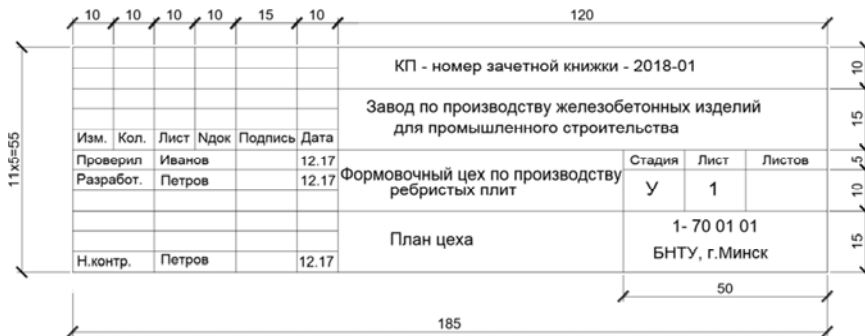 10 10 10 10 15 10 120
КП - номер зачетной книжки - 2018-01
10
Завод по производству железобетонных изделий
для промышленного строительства
15
Изм. Кол. Лист Nдок Подпись Дата
11x5=55
Проверил Иванов 12.17
Разработ. Петров 12.17
Формовочный цех по производству
ребристых плит
Стадия Лист Листов
5
У 1
10
План цеха
1- 70 01 01
БНТУ, г.Минск
15
Н.контр. Петров 12.17
50
185